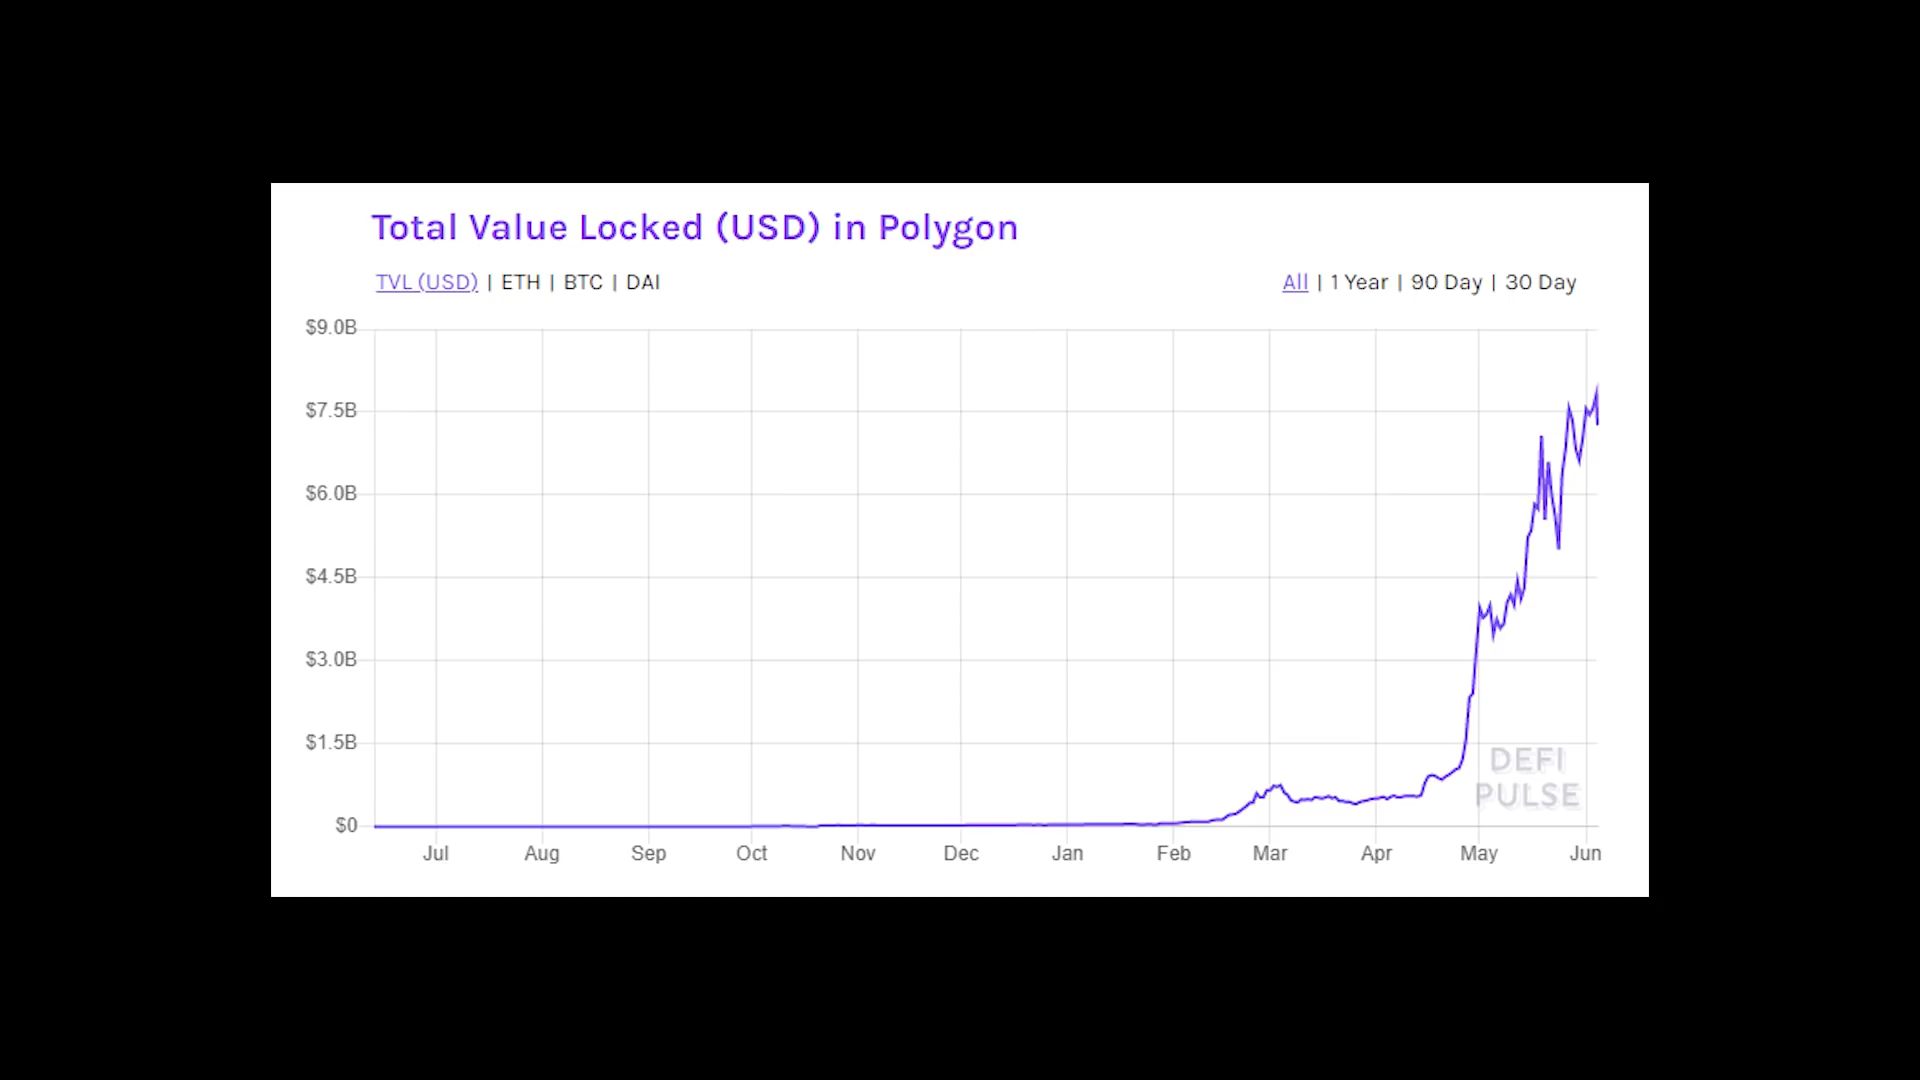 Total Value Locked (USD) in Polygon
TVL (USD) | ETH | BTC | DAI
All | 1 Year | 90 Day | 30 Day
$9.0B
$7.5B
$6.0B
$4.5B
$3.0B
$1.5B
$0
DEFI
PULSE
Jul Aug Sep Oct Nov Dec Jan Feb Mar Apr May Jun